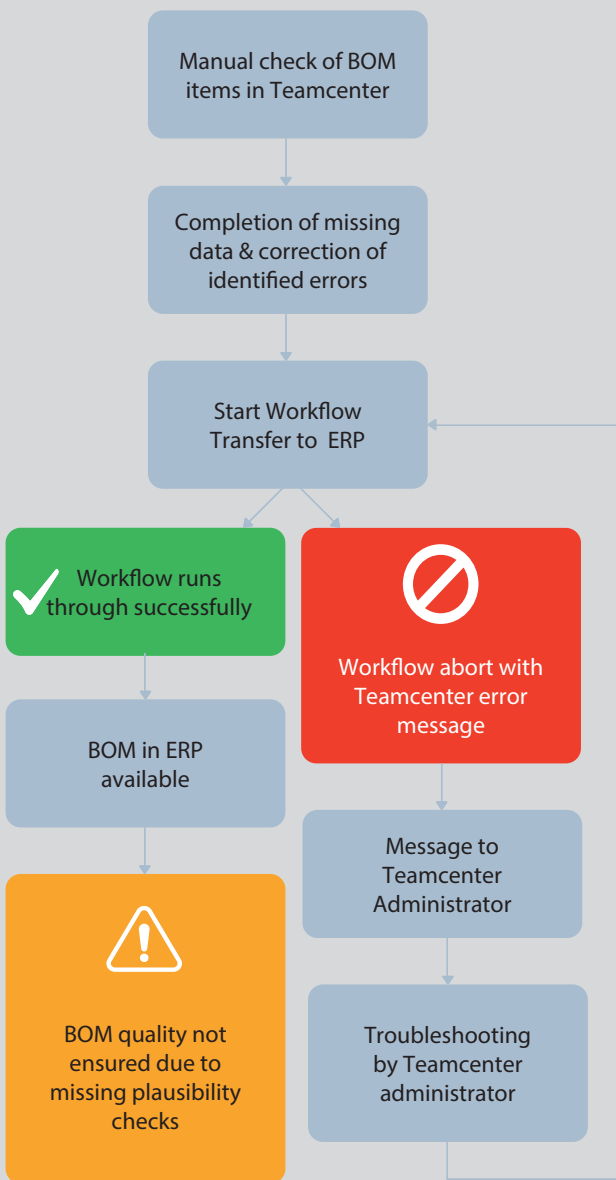 Manual check of BOM
items in Teamcenter
Completion of missing
data & correction of
identified errors
Start Workflow
Transfer to ERP
Workflow runs
through successfully
BOM in ERP
available
BOM quality not
ensured due to
missing plausibility
checks
Workflow abort with
Teamcenter error
message
Message to
Teamcenter
Administrator
Troubleshooting
by Teamcenter
administrator